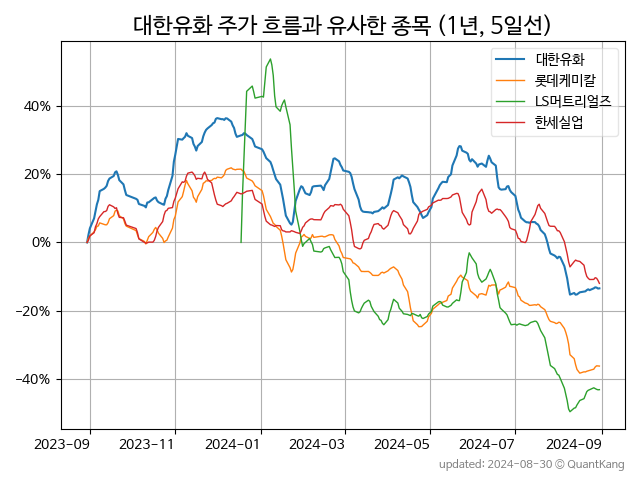 대한유화 주가 흐름과 유사한 종목 (1년, 5일선)
대한유화
롯데케미칼
LS머트리얼즈
한세실업
40%
20%
0%
−20%
−40%
2023-09 2023-11 2024-01 2024-03 2024-05 2024-07 2024-09
updated: 2024-08-30 © QuantKang